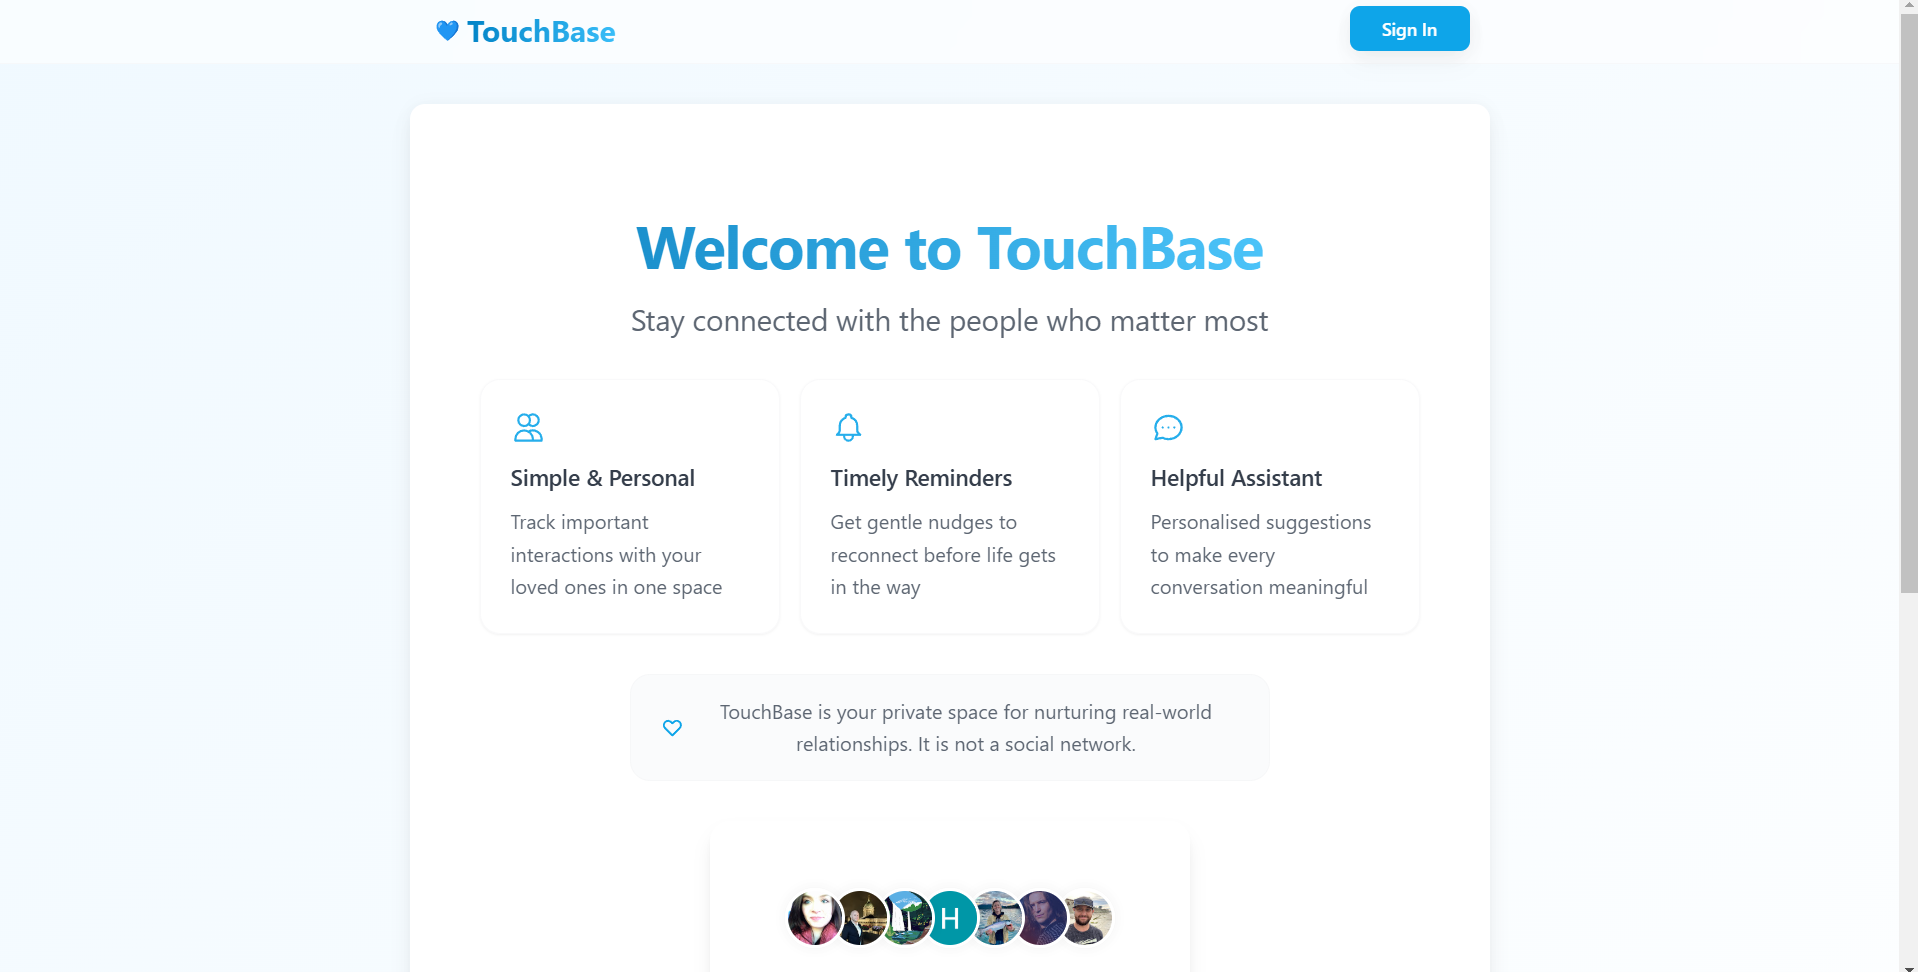 💙 TouchBase
Sign In
Welcome to TouchBase
Stay connected with the people who matter most
Simple & Personal
Track important
interactions with your
loved ones in one space
Timely Reminders
Get gentle nudges to
reconnect before life gets
in the way
Helpful Assistant
Personalised suggestions
to make every
conversation meaningful
TouchBase is your private space for nurturing real-world
relationships. It is not a social network.
H